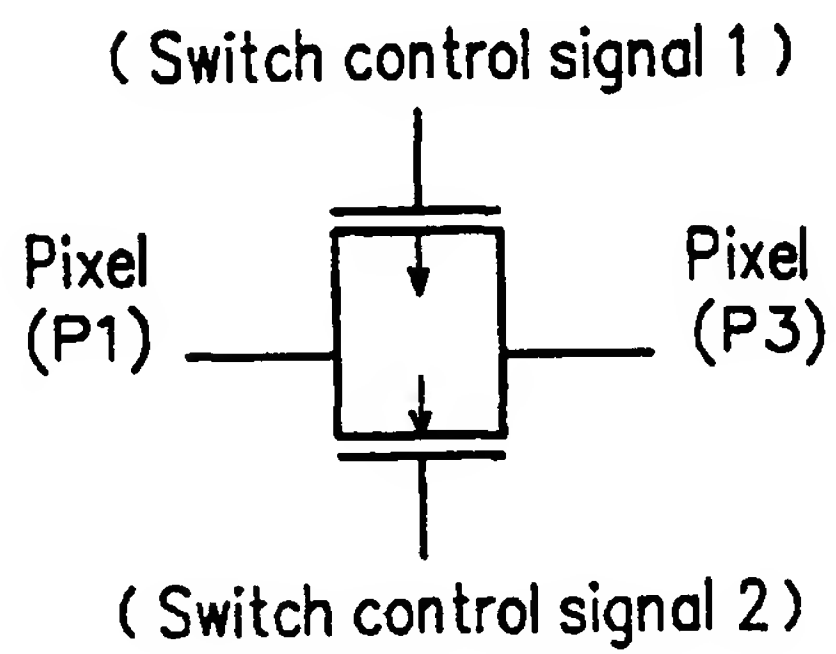 ( Switch control signal 1 )
Pixel
(P1)
Pixel
(P3)
( Switch control signal 2 )